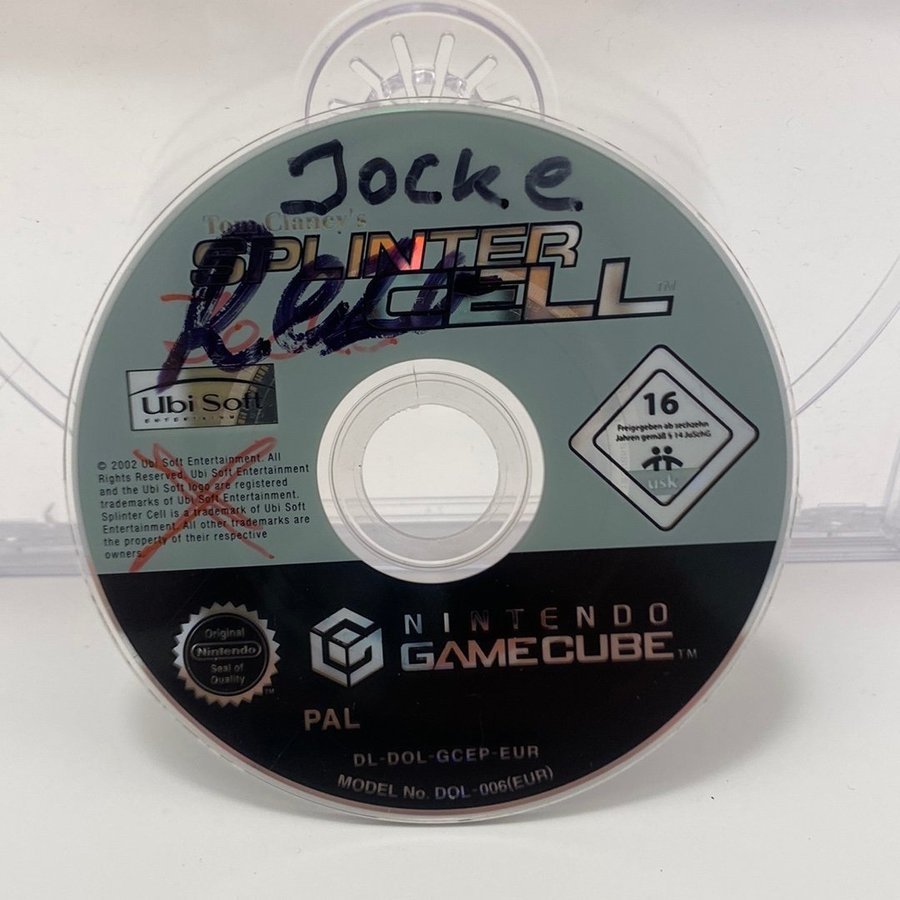 Jocke
Tom Clancy's
SPLINTER
CELL™
Ubi Soft
ENTERTAINMENT
16
Freigegeben ab sechzehn
Jahren gemäß § 14 JuSchG
usk
© 2002 Ubi Soft Entertainment. All
Rights Reserved. Ubi Soft Entertainment
and the Ubi Soft logo are registered
trademarks of Ubi Soft Entertainment.
Splinter Cell is a trademark of Ubi Soft
Entertainment. All other trademarks are
the property of their respective
owners.
Original
Nintendo
Seal of
Quality
™
NINTENDO
GAMECUBE™
PAL
DL-DOL-GCEP-EUR
MODEL No. DOL-006(EUR)